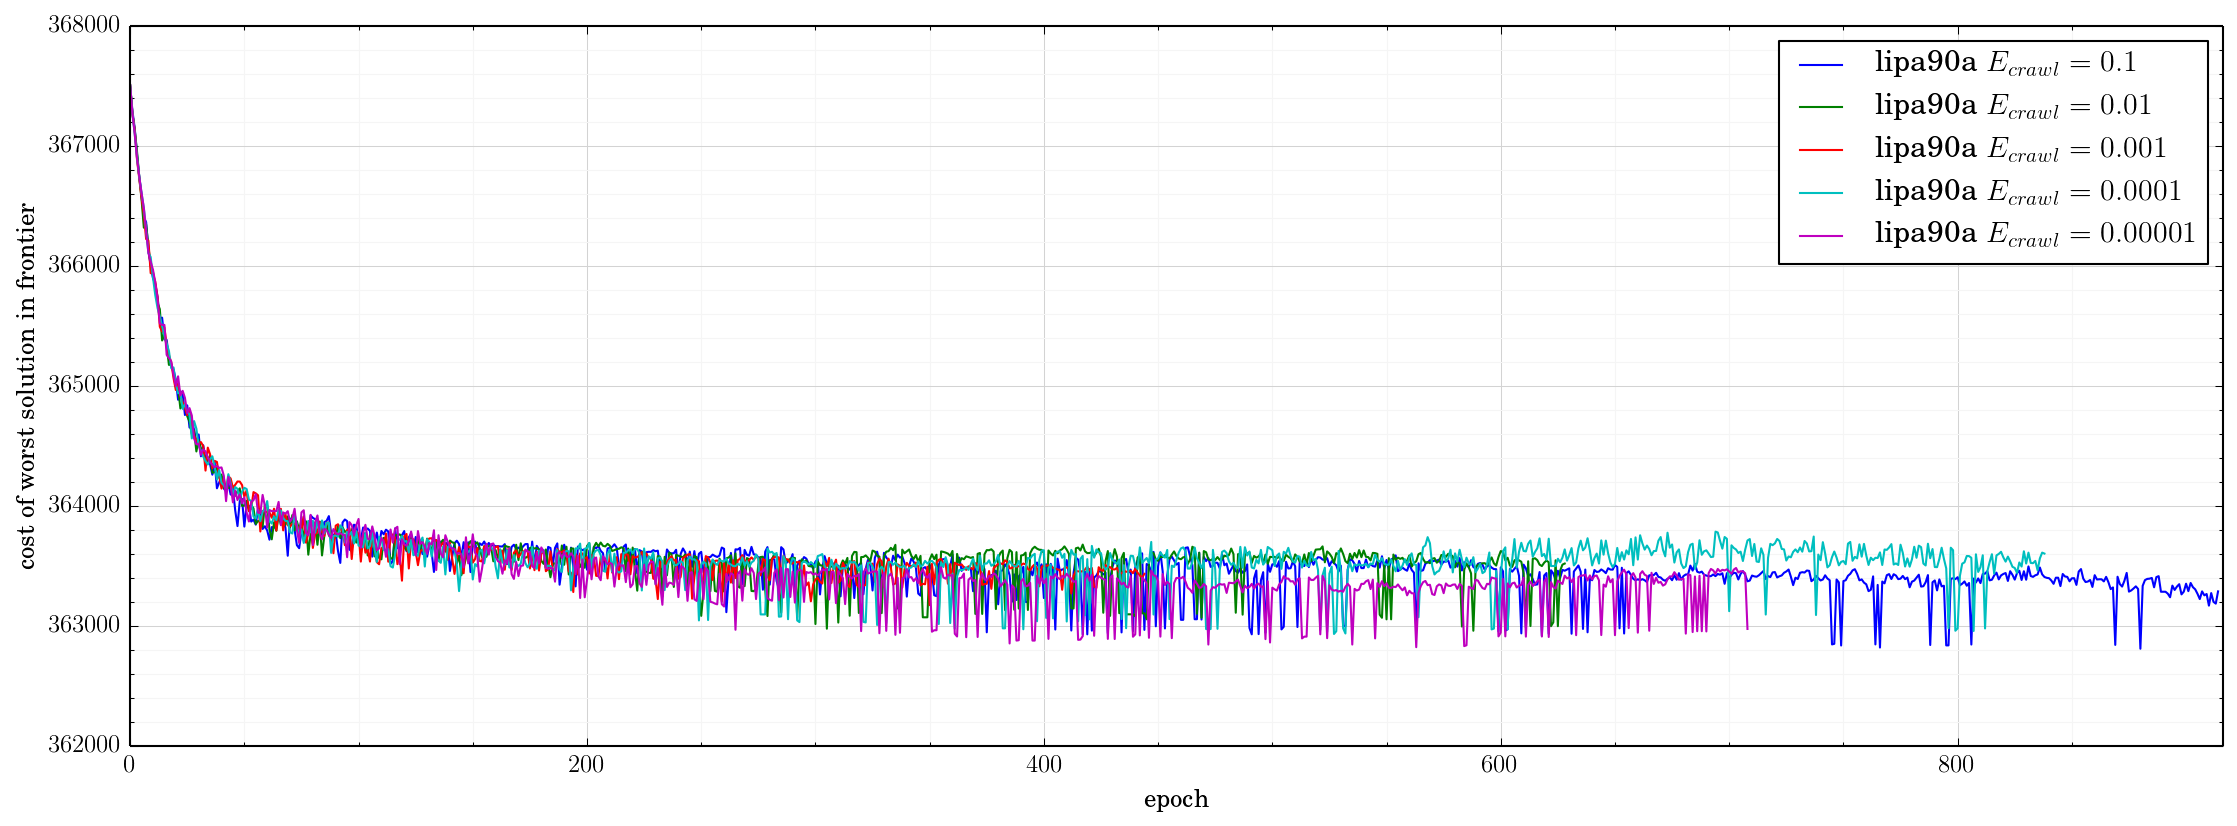 368000
367000
366000
365000
364000
363000
362000
cost of worst solution in frontier
0 200 400 600 800
epoch
lipa90a E_crawl = 0.1
lipa90a E_crawl = 0.01
lipa90a E_crawl = 0.001
lipa90a E_crawl = 0.0001
lipa90a E_crawl = 0.00001